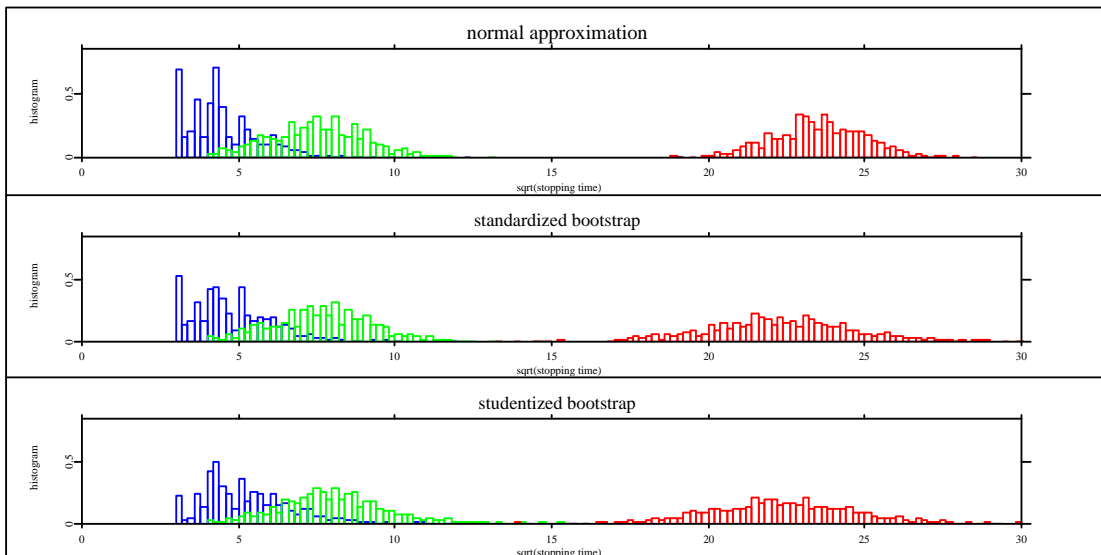 normal approximation
histogram
0,5
0
0 5 10 15 20 25 30
sqrt(stopping time)
standardized bootstrap
histogram
0,5
0
0 5 10 15 20 25 30
sqrt(stopping time)
studentized bootstrap
histogram
0,5
0
0 5 10 15 20 25 30
sqrt(stopping time)